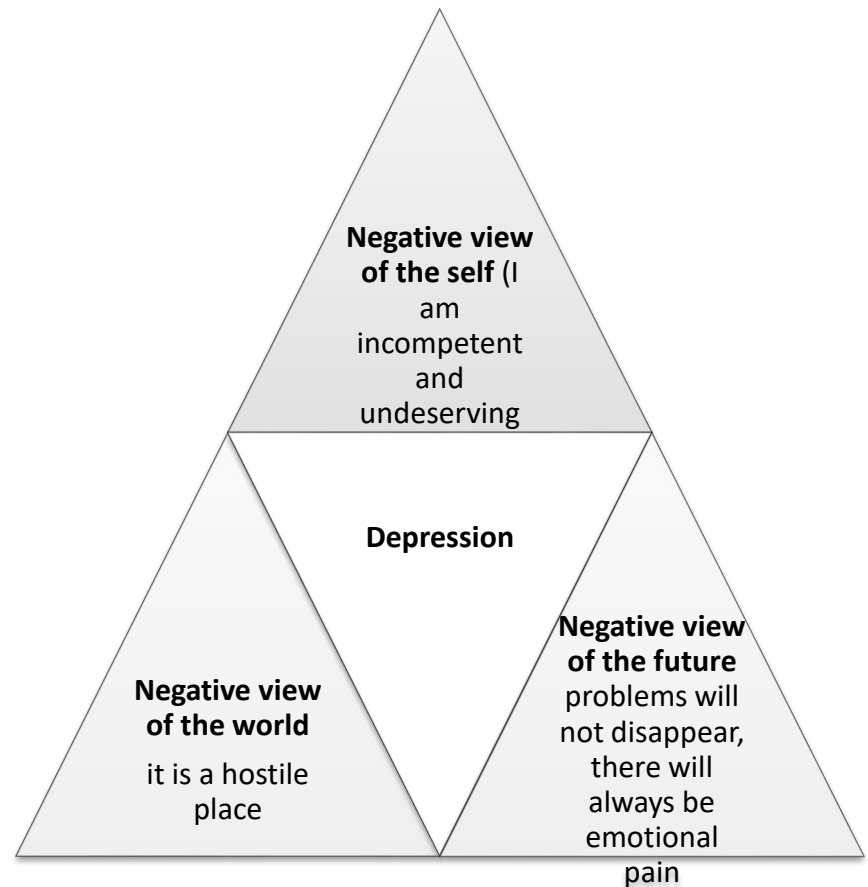 Negative view
of the self (I
am
incompetent
and
undeserving
Depression
Negative view
of the world
it is a hostile
place
Negative view
of the future
problems will
not disappear,
there will
always be
emotional
pain